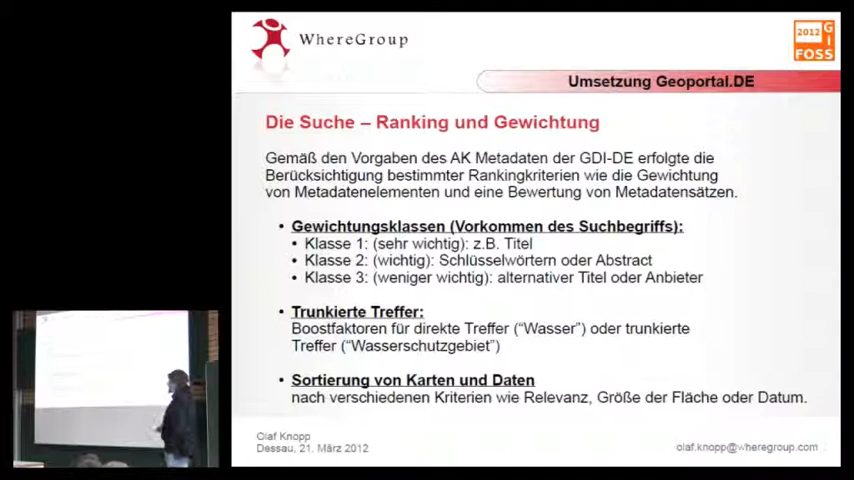 WhereGroup
2012 GI
FOSS
Umsetzung Geoportal.DE
Die Suche – Ranking und Gewichtung
Gemäß den Vorgaben des AK Metadaten der GDI-DE erfolgte die
Berücksichtigung bestimmter Rankingkriterien wie die Gewichtung
von Metadatenelementen und eine Bewertung von Metadatensätzen.
• Gewichtungsklassen (Vorkommen des Suchbegriffs):
• Klasse 1: (sehr wichtig): z.B. Titel
• Klasse 2: (wichtig): Schlüsselwörtern oder Abstract
• Klasse 3: (weniger wichtig): alternativer Titel oder Anbieter
• Trunkierte Treffer:
Boostfaktoren für direkte Treffer (“Wasser”) oder trunkierte
Treffer (“Wasserschutzgebiet”)
• Sortierung von Karten und Daten
nach verschiedenen Kriterien wie Relevanz, Größe der Fläche oder Datum.
Olaf Knopp
Dessau, 21. März 2012
olaf.knopp@wheregroup.com